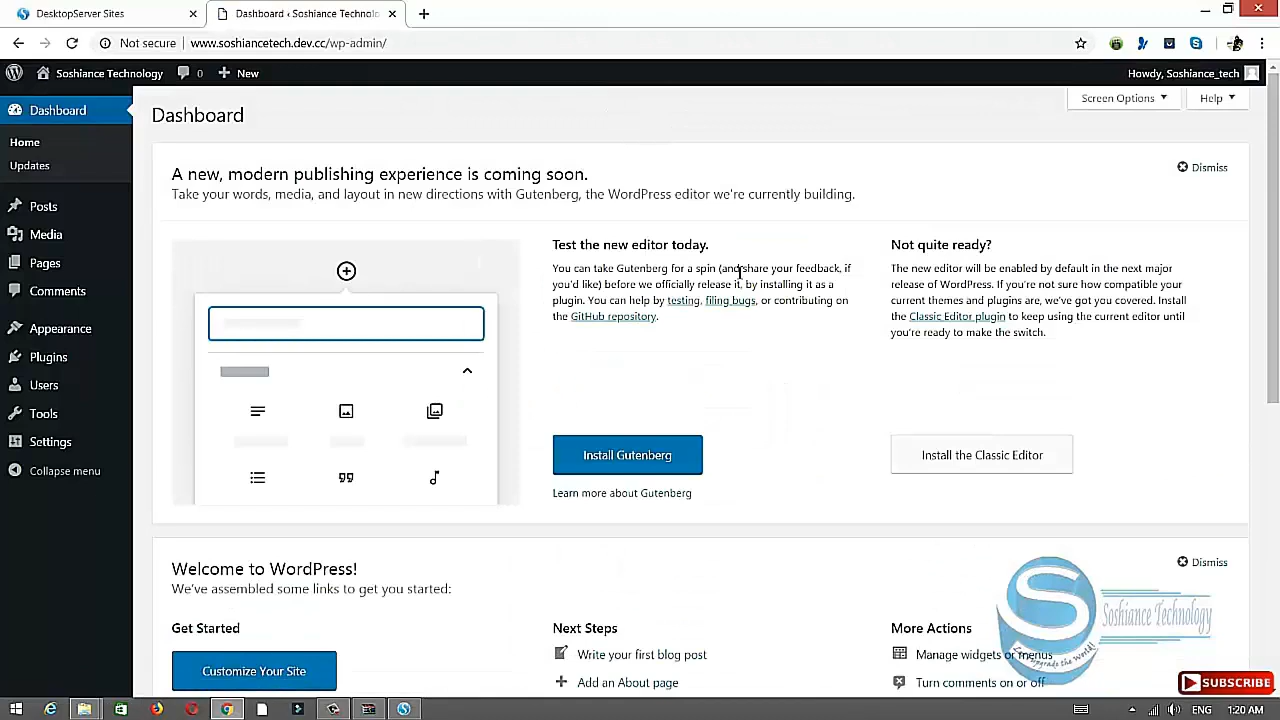 DesktopServer Sites
Dashboard ‹ Soshiance Technolo
Not secure
www.soshiancetech.dev.cc/wp-admin/
Soshiance Technology
0
New
Howdy, Soshiance_tech
Dashboard
Home
Updates
Posts
Media
Pages
Comments
Appearance
Plugins
Users
Tools
Settings
Collapse menu
Screen Options
Help
Dashboard
A new, modern publishing experience is coming soon.
Take your words, media, and layout in new directions with Gutenberg, the WordPress editor we're currently building.
Dismiss
Test the new editor today.
You can take Gutenberg for a spin (and share your feedback, if
you'd like) before we officially release it, by installing it as a
plugin. You can help by testing, filing bugs, or contributing on
the GitHub repository.
Install Gutenberg
Learn more about Gutenberg
Not quite ready?
The new editor will be enabled by default in the next major
release of WordPress. If you're not sure how compatible your
current themes and plugins are, we've got you covered. Install
the Classic Editor plugin to keep using the current editor until
you're ready to make the switch.
Install the Classic Editor
Welcome to WordPress!
We've assembled some links to get you started:
Dismiss
Get Started
Customize Your Site
Next Steps
Write your first blog post
Add an About page
More Actions
Manage widgets or menus
Turn comments on or off
Soshiance Technology
SUBSCRIBE
ENG
1:20 AM